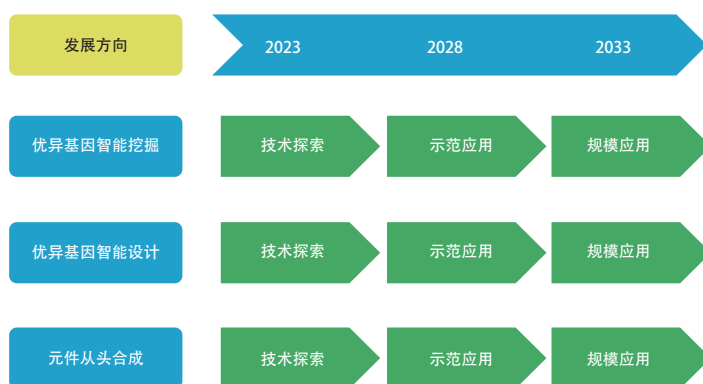 发展方向
2023
2028
2033
优异基因智能挖掘
技术探索
示范应用
规模应用
优异基因智能设计
技术探索
示范应用
规模应用
元件从头合成
技术探索
示范应用
规模应用